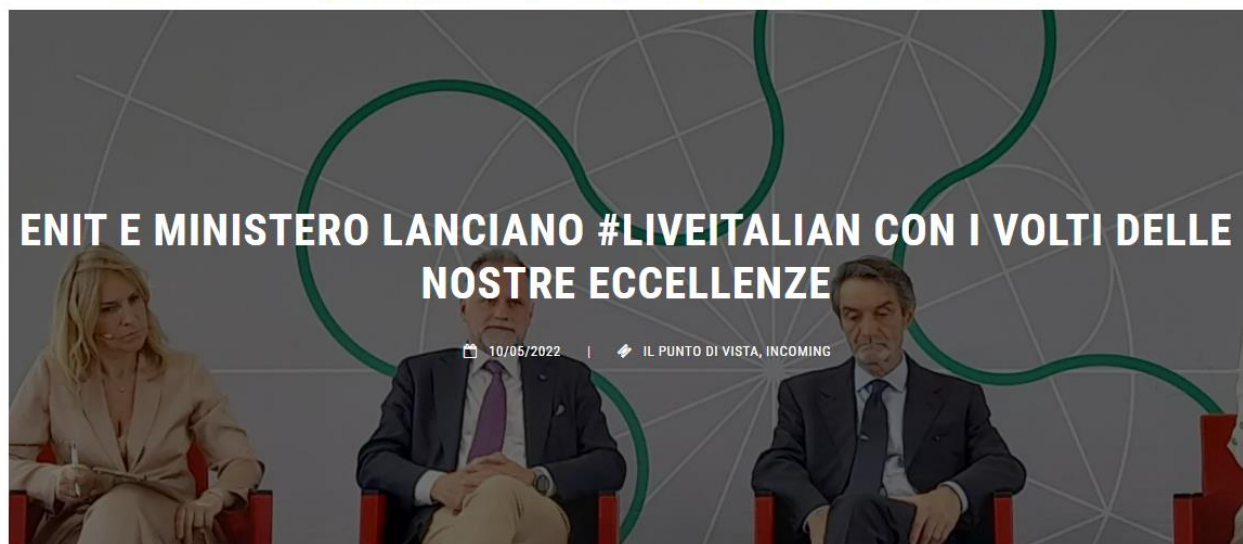 ENIT E MINISTERO LANCIANO #LIVEITALIAN CON I VOLTI DELLE
NOSTRE ECCELLENZE
10/05/2022 | IL PUNTO DI VISTA, INCOMING